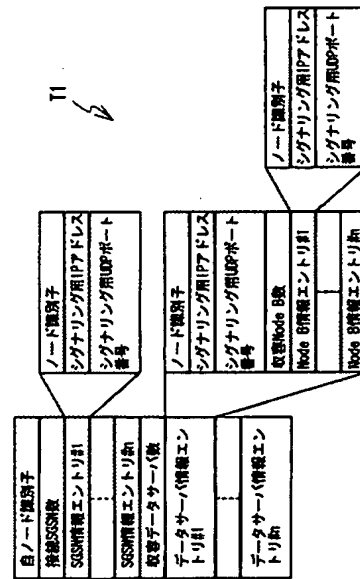 T1
自ノード識別子
接続SGSN数
SGSN情報エントリ#1
SGSN情報エントリ#n
収容データサーバ数
データサーバ情報エン
トリ#1
データサーバ情報エン
トリ#n
ノード識別子
シグナリング用IPアドレス
シグナリング用UDPポート
番号
ノード識別子
シグナリング用IPアドレス
シグナリング用UDPポート
番号
収容Node B数
Node B情報エントリ#1
Node B情報エントリ#n
ノード識別子
シグナリング用IPアドレス
シグナリング用UDPポート
番号